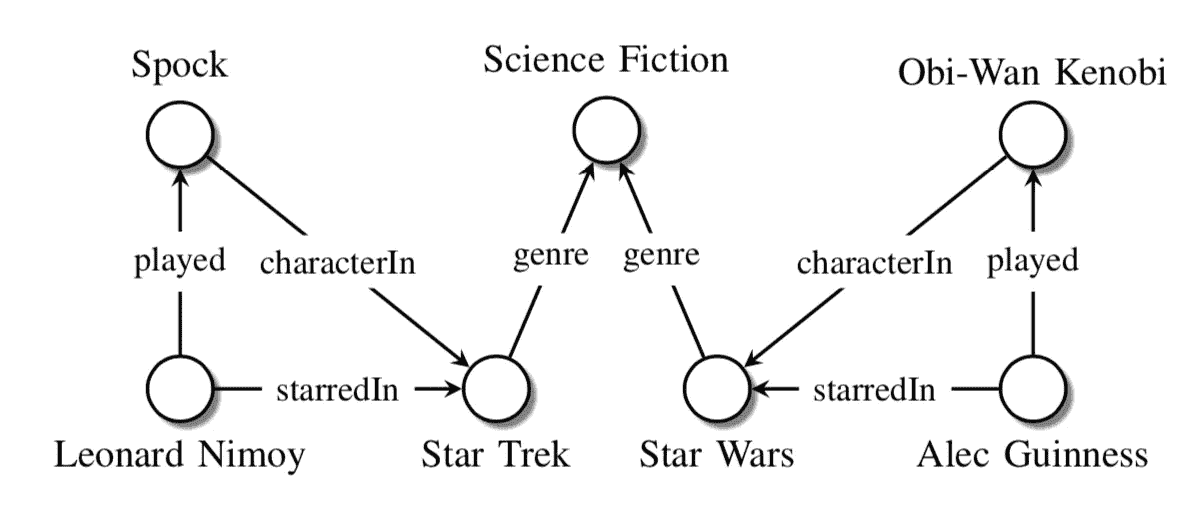 Spock
Science Fiction
Obi-Wan Kenobi
played
characterIn
genre
genre
characterIn
played
starredIn
starredIn
Leonard Nimoy
Star Trek
Star Wars
Alec Guinness